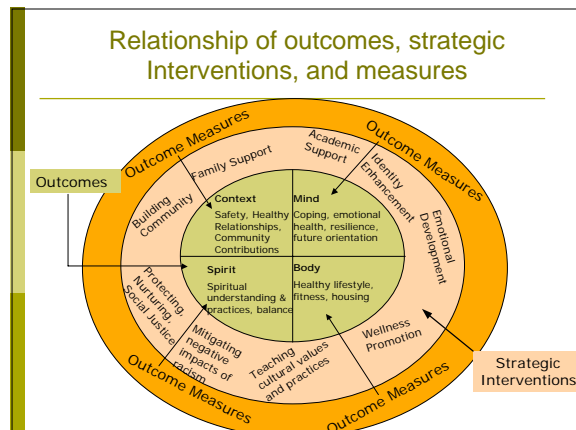 Relationship of outcomes, strategic
Interventions, and measures
Outcome Measures
Outcome Measures
Academic
Support
Family Support
Identity
Enhancement
Outcomes
Building
Community
Emotional
Development
Context
Safety, Healthy
Relationships,
Community
Contributions
Mind
Coping, emotional
health, resilience,
future orientation
Spirit
Spiritual
understanding &
practices, balance
Body
Healthy lifestyle,
fitness, housing
Protecting,
Nurturing,
Social Justice
Mitigating
negative
impacts of
racism
Teaching
cultural values
and practices
Wellness
Promotion
Strategic
Interventions
Outcome Measures
Outcome Measures